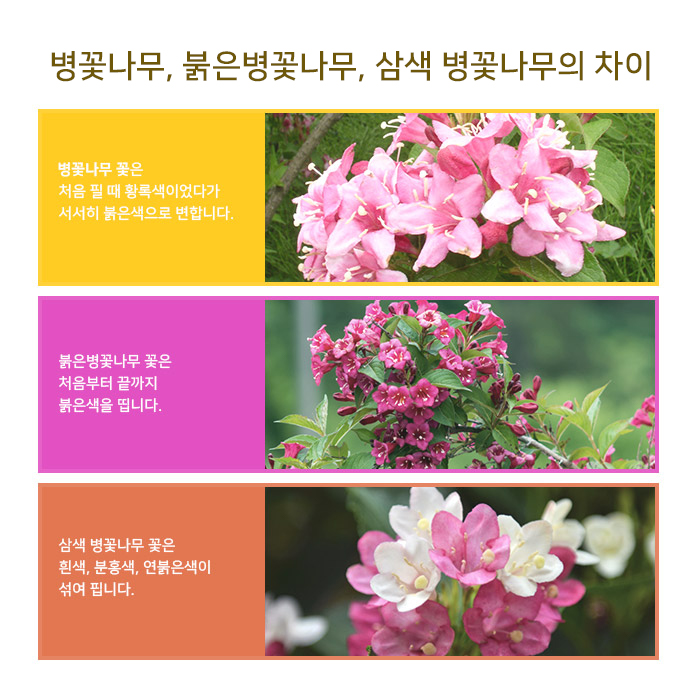 병꽃나무, 붉은병꽃나무, 삼색 병꽃나무의 차이
병꽃나무 꽃은
처음 필 때 황록색이었다가
서서히 붉은색으로 변합니다.
붉은병꽃나무 꽃은
처음부터 끝까지
붉은색을 띱니다.
삼색 병꽃나무 꽃은
흰색, 분홍색, 연붉은색이
섞여 핍니다.